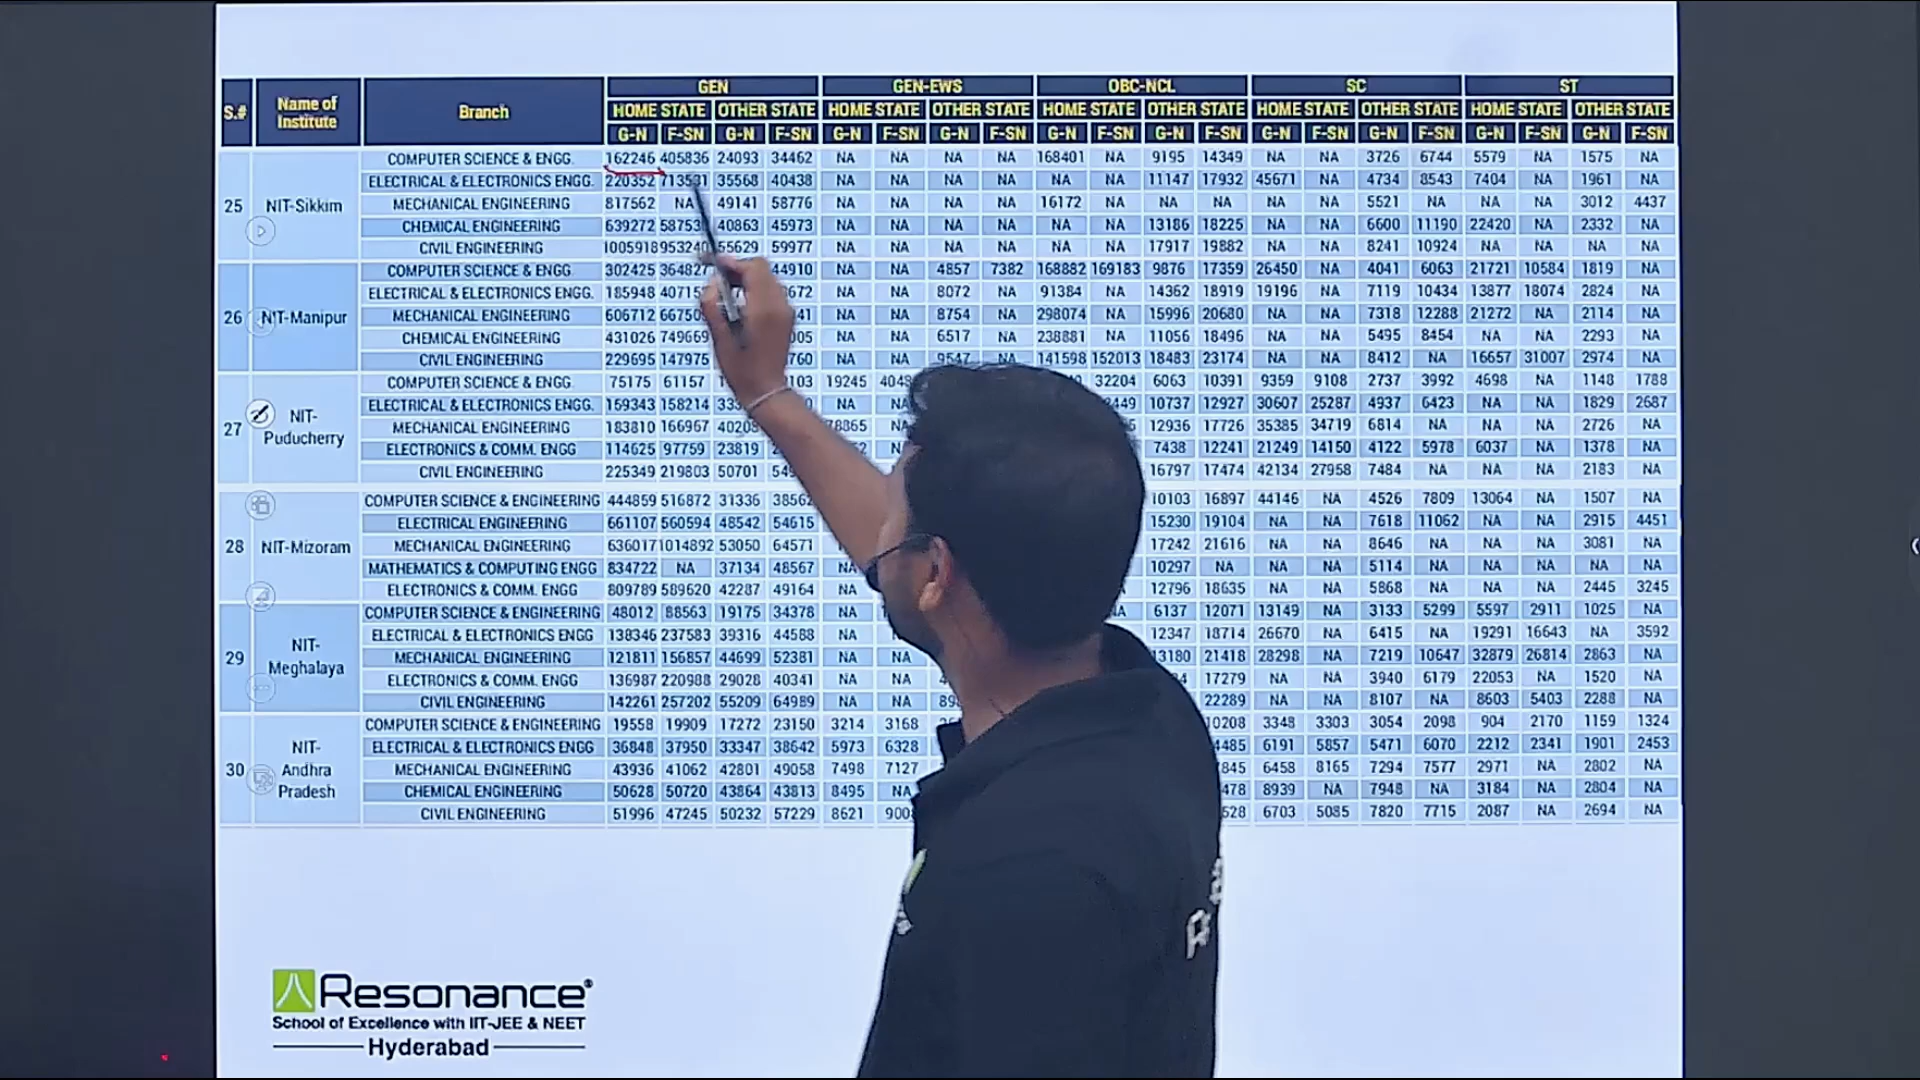 S.# Name of Institute Branch GEN GEN-EWS OBC-NCL SC ST
HOME STATE OTHER STATE HOME STATE OTHER STATE HOME STATE OTHER STATE HOME STATE OTHER STATE HOME STATE OTHER STATE
G-N F-SN G-N F-SN G-N F-SN G-N F-SN G-N F-SN G-N F-SN G-N F-SN G-N F-SN G-N F-SN G-N F-SN
25 NIT-Sikkim
COMPUTER SCIENCE & ENGG. 162246 405836 24093 34462 NA NA NA NA 168401 NA 9195 14349 NA NA 3726 6744 5579 NA 1575 NA
ELECTRICAL & ELECTRONICS ENGG. 220352 35568 40438 NA NA NA NA NA NA 11147 17932 45671 NA 4734 8543 7404 NA 1961 NA
MECHANICAL ENGINEERING 817562 NA 49141 58776 NA NA NA NA 16172 NA NA NA NA NA 5521 NA NA NA 3012 4437
CHEMICAL ENGINEERING 639272 40863 45973 NA NA NA NA NA NA 13186 18225 NA NA 6600 11190 22420 NA 2332 NA
CIVIL ENGINEERING 1005918 953240 55629 59977 NA NA NA NA NA NA 17917 19882 NA NA 8241 10924 NA NA NA NA
26 NIT-Manipur
COMPUTER SCIENCE & ENGG. 302425 364827 44910 NA NA 4857 7382 168882 169183 9876 17359 26450 NA 4041 6063 21721 10584 1819 NA
ELECTRICAL & ELECTRONICS ENGG. 185948 NA NA 8072 NA 91384 NA 14362 18919 19196 NA 7119 10434 13877 18074 2824 NA
MECHANICAL ENGINEERING 606712 NA NA 8754 NA 298074 NA 15996 20680 NA NA 7318 12288 21272 NA 2114 NA
CHEMICAL ENGINEERING 431026 749669 NA NA 6517 NA 238881 NA 11056 18496 NA NA 5495 8454 NA NA 2293 NA
CIVIL ENGINEERING 229695 147975 NA NA 9547 NA 141598 152013 18483 23174 NA NA 8412 NA 16657 31007 2974 NA
27 NIT-Puducherry
COMPUTER SCIENCE & ENGG. 75175 61157 19245 32204 6063 10391 9359 9108 2737 3992 4698 NA 1148 1788
ELECTRICAL & ELECTRONICS ENGG. 159343 158214 NA NA 10737 12927 30607 25287 4937 6423 NA NA 1829 2687
MECHANICAL ENGINEERING 183810 166967 40208 12936 17726 35385 34719 6814 NA NA NA 2726 NA
ELECTRONICS & COMM. ENGG 114625 97759 23819 7438 12241 21249 14150 4122 5978 6037 NA 1378 NA
CIVIL ENGINEERING 225349 219803 50701 16797 17474 42134 27958 7484 NA NA NA 2183 NA
28 NIT-Mizoram
COMPUTER SCIENCE & ENGINEERING 444859 516872 31336 38562 10103 16897 44146 NA 4526 7809 13064 NA 1507 NA
ELECTRICAL ENGINEERING 661107 560594 48542 54615 15230 19104 NA NA 7618 11062 NA NA 2915 4451
MECHANICAL ENGINEERING 636017 1014892 53050 64571 17242 21616 NA NA 8646 NA NA NA 3081 NA
MATHEMATICS & COMPUTING ENGG 834722 NA 37134 48567 NA 10297 NA NA NA 5114 NA NA NA NA NA
ELECTRONICS & COMM. ENGG 809789 589620 42287 49164 NA 12796 18635 NA NA 5868 NA NA NA 2445 3245
29 NIT-Meghalaya
COMPUTER SCIENCE & ENGINEERING 48012 88563 19175 34378 NA NA 6137 12071 13149 NA 3133 5299 5597 2911 1025 NA
ELECTRICAL & ELECTRONICS ENGG 138346 237583 39316 44588 NA NA 12347 18714 26670 NA 6415 NA 19291 16643 NA 3592
MECHANICAL ENGINEERING 121811 156857 44699 52381 NA NA 13180 21418 28298 NA 7219 10647 32879 26814 2863 NA
ELECTRONICS & COMM. ENGG 136987 220988 29028 40341 NA NA 17279 NA NA 3940 6179 22053 NA 1520 NA
CIVIL ENGINEERING 142261 257202 55209 64989 NA NA 22289 NA NA 8107 NA 8603 5403 2288 NA
30 NIT-Andhra Pradesh
COMPUTER SCIENCE & ENGINEERING 19558 19909 17272 23150 3214 3168 10208 3348 3303 3054 2098 904 2170 1159 1324
ELECTRICAL & ELECTRONICS ENGG 36848 37950 33347 38642 5973 6328 6191 5857 5471 6070 2212 2341 1901 2453
MECHANICAL ENGINEERING 43936 41062 42801 49058 7498 7127 6458 8165 7294 7577 2971 NA 2802 NA
CHEMICAL ENGINEERING 50628 50720 43864 43813 8495 NA 8939 NA 7948 NA 3184 NA 2804 NA
CIVIL ENGINEERING 51996 47245 50232 57229 8621 6703 5085 7820 7715 2087 NA 2694 NA
Resonance®
School of Excellence with IIT-JEE & NEET
Hyderabad